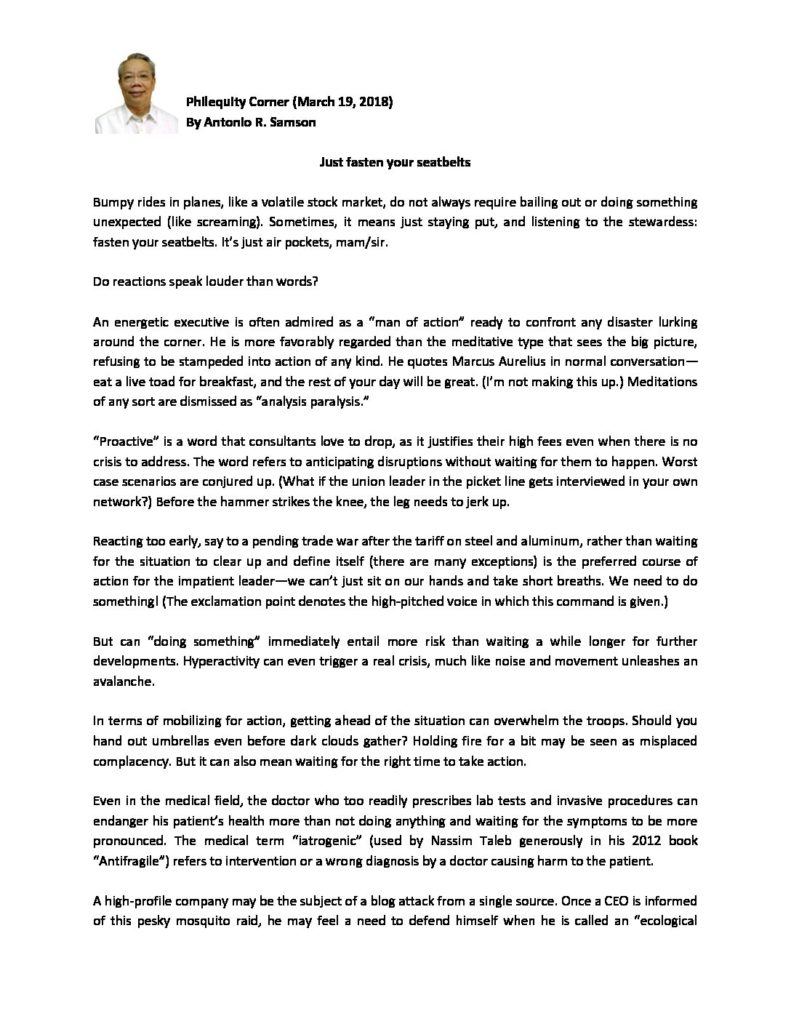 Philequity Corner (March 19, 2018)
By Antonio R. Samson
Just fasten your seatbelts
Bumpy rides in planes, like a volatile stock market, do not always require bailing out or doing something
unexpected (like screaming). Sometimes, it means just staying put, and listening to the stewardess:
fasten your seatbelts. It’s just air pockets, mam/sir.
Do reactions speak louder than words?
An energetic executive is often admired as a “man of action” ready to confront any disaster lurking
around the corner. He is more favorably regarded than the meditative type that sees the big picture,
refusing to be stampeded into action of any kind. He quotes Marcus Aurelius in normal conversation—
eat a live toad for breakfast, and the rest of your day will be great. (I’m not making this up.) Meditations
of any sort are dismissed as “analysis paralysis.”
“Proactive” is a word that consultants love to drop, as it justifies their high fees even when there is no
crisis to address. The word refers to anticipating disruptions without waiting for them to happen. Worst
case scenarios are conjured up. (What if the union leader in the picket line gets interviewed in your own
network?) Before the hammer strikes the knee, the leg needs to jerk up.
Reacting too early, say to a pending trade war after the tariff on steel and aluminum, rather than waiting
for the situation to clear up and define itself (there are many exceptions) is the preferred course of
action for the impatient leader—we can’t just sit on our hands and take short breaths. We need to do
something! (The exclamation point denotes the high-pitched voice in which this command is given.)
But can “doing something” immediately entail more risk than waiting a while longer for further
developments. Hyperactivity can even trigger a real crisis, much like noise and movement unleashes an
avalanche.
In terms of mobilizing for action, getting ahead of the situation can overwhelm the troops. Should you
hand out umbrellas even before dark clouds gather? Holding fire for a bit may be seen as misplaced
complacency. But it can also mean waiting for the right time to take action.
Even in the medical field, the doctor who too readily prescribes lab tests and invasive procedures can
endanger his patient’s health more than not doing anything and waiting for the symptoms to be more
pronounced. The medical term “iatrogenic” (used by Nassim Taleb generously in his 2012 book
“Antifragile”) refers to intervention or a wrong diagnosis by a doctor causing harm to the patient.
A high-profile company may be the subject of a blog attack from a single source. Once a CEO is informed
of this pesky mosquito raid, he may feel a need to defend himself when he is called an “ecological